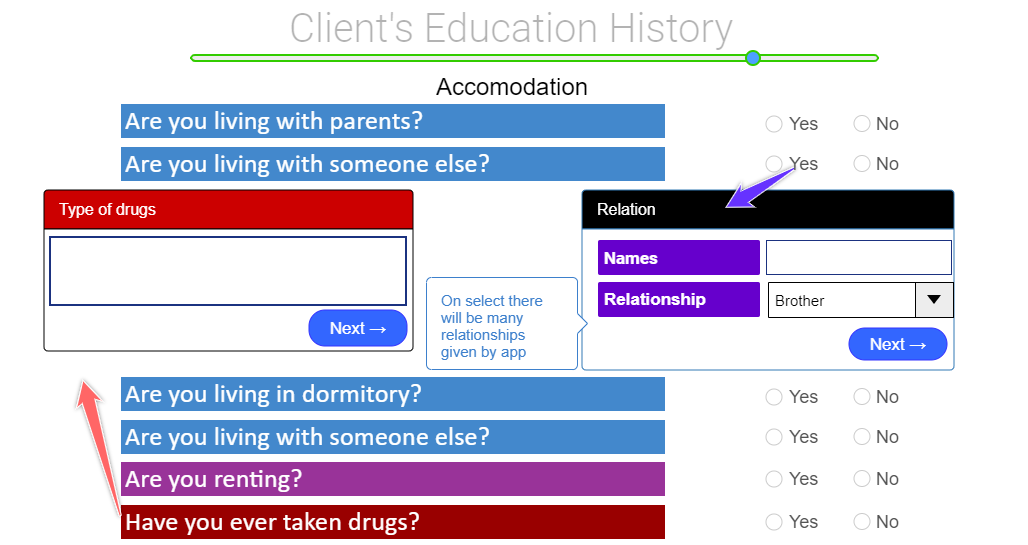 Client's Education History
Accomodation
Are you living with parents?
Yes
No
Are you living with someone else?
Yes
No
Type of drugs
Next →
On select there
will be many
relationships
given by app
Relation
Names
Relationship
Brother
Next →
Are you living in dormitory?
Yes
No
Are you living with someone else?
Yes
No
Are you renting?
Yes
No
Have you ever taken drugs?
Yes
No